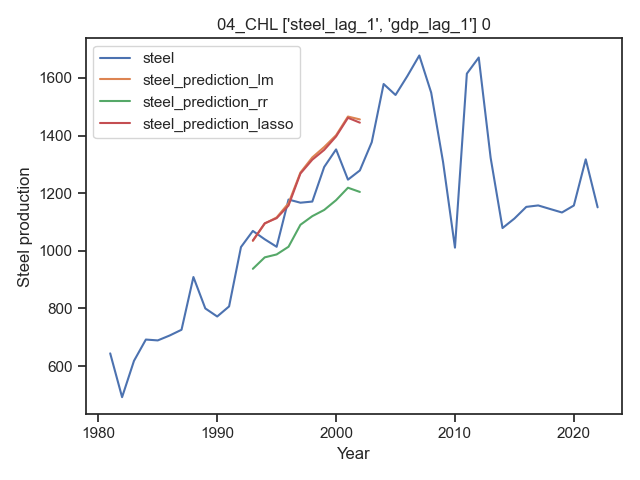 04_CHL ['steel_lag_1', 'gdp_lag_1'] 0
steel
steel_prediction_lm
steel_prediction_rr
steel_prediction_lasso
Steel production
1600
1400
1200
1000
800
600
1980
1990
2000
2010
2020
Year